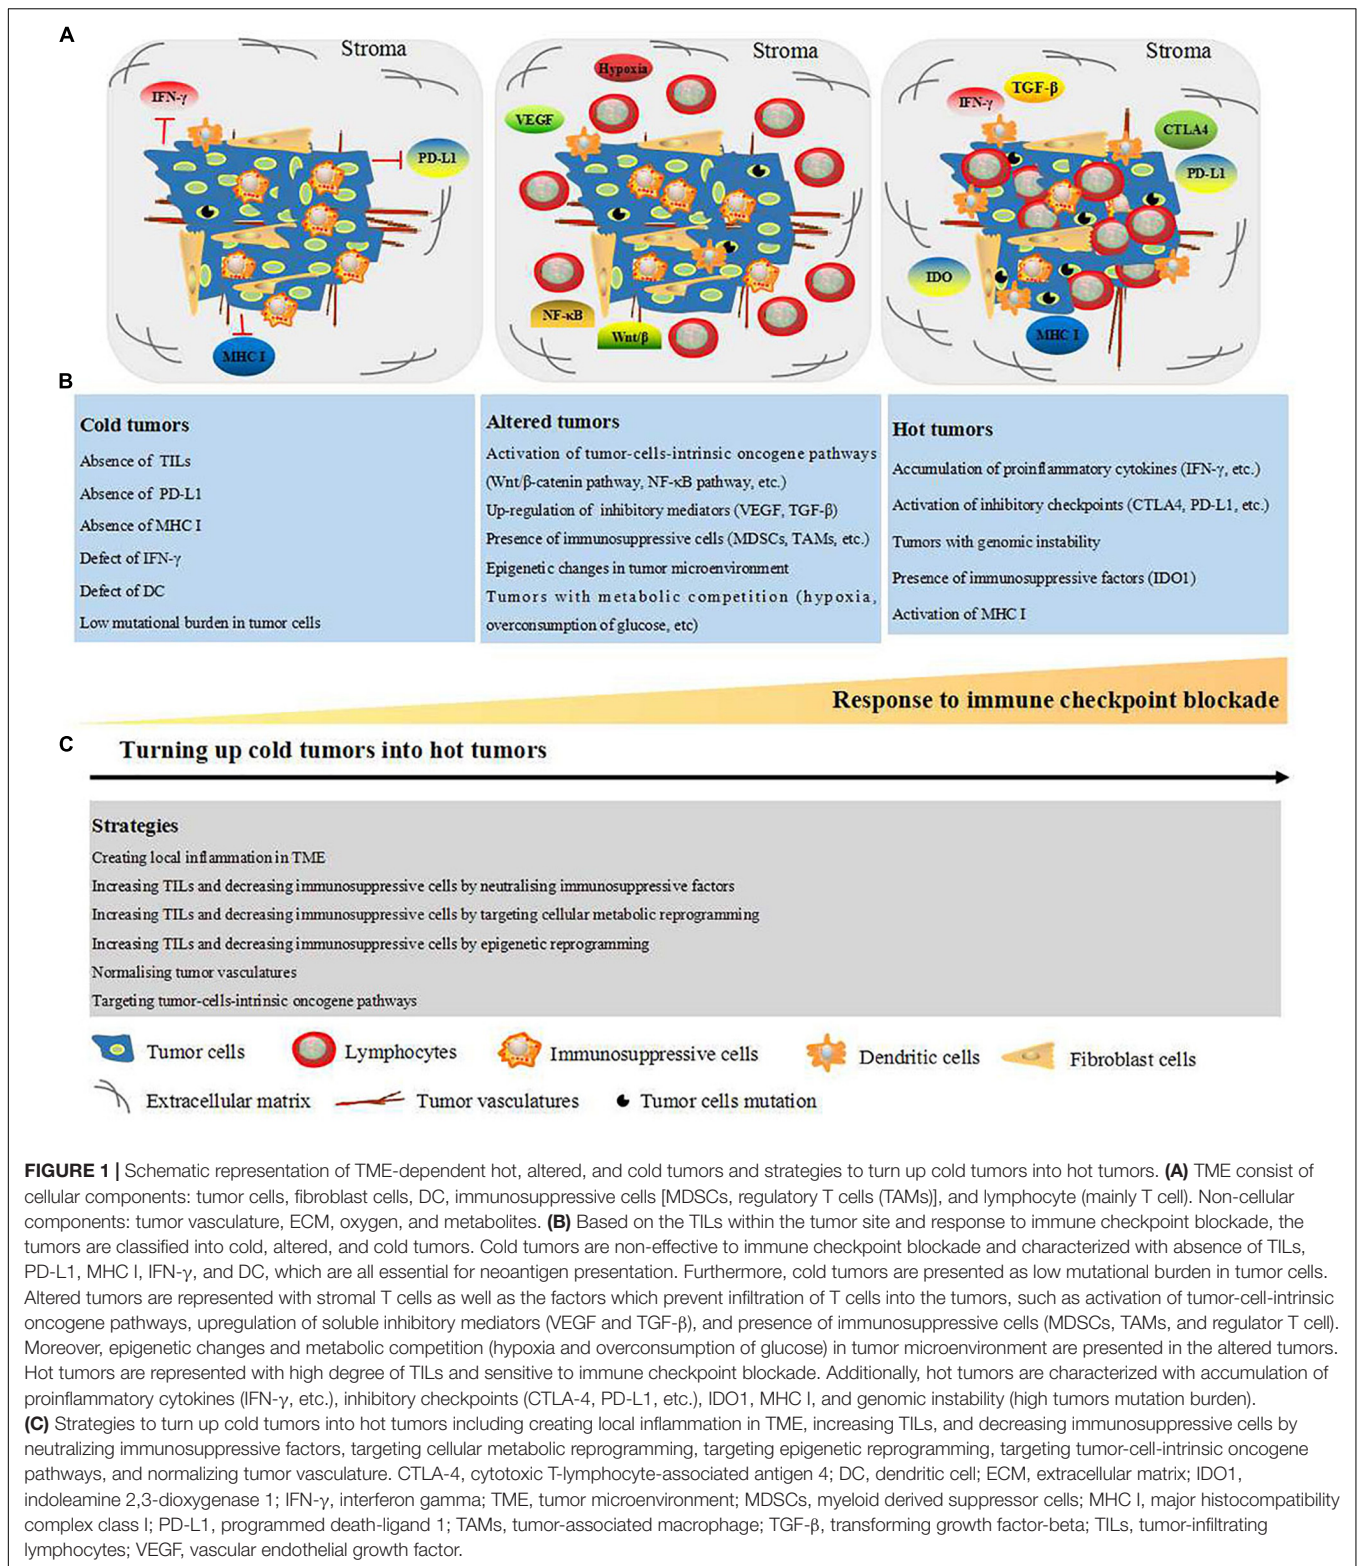 A
Stroma
IFN-γ
PD-L1
MHC I
Stroma
Hypoxia
VEGF
NF-κB
Wnt/β
Stroma
IFN-γ
TGF-β
CTLA4
PD-L1
IDO
MHC I
B
Cold tumors
Absence of TILs
Absence of PD-L1
Absence of MHC I
Defect of IFN-γ
Defect of DC
Low mutational burden in tumor cells
Altered tumors
Activation of tumor-cells-intrinsic oncogene pathways
(Wnt/β-catenin pathway, NF-κB pathway, etc.)
Up-regulation of inhibitory mediators (VEGF, TGF-β)
Presence of immunosuppressive cells (MDSCs, TAMs, etc.)
Epigenetic changes in tumor microenvironment
Tumors with metabolic competition (hypoxia,
overconsumption of glucose, etc)
Hot tumors
Accumulation of proinflammatory cytokines (IFN-γ, etc.)
Activation of inhibitory checkpoints (CTLA4, PD-L1, etc.)
Tumors with genomic instability
Presence of immunosuppressive factors (IDO1)
Activation of MHC I
Response to immune checkpoint blockade
C
Turning up cold tumors into hot tumors
Strategies
Creating local inflammation in TME
Increasing TILs and decreasing immunosuppressive cells by neutralising immunosuppressive factors
Increasing TILs and decreasing immunosuppressive cells by targeting cellular metabolic reprogramming
Increasing TILs and decreasing immunosuppressive cells by epigenetic reprogramming
Normalising tumor vasculatures
Targeting tumor-cells-intrinsic oncogene pathways
Tumor cells
Lymphocytes
Immunosuppressive cells
Dendritic cells
Fibroblast cells
Extracellular matrix
Tumor vasculatures
Tumor cells mutation
FIGURE 1 | Schematic representation of TME-dependent hot, altered, and cold tumors and strategies to turn up cold tumors into hot tumors. (A) TME consist of
cellular components: tumor cells, fibroblast cells, DC, immunosuppressive cells [MDSCs, regulatory T cells (TAMs)], and lymphocyte (mainly T cell). Non-cellular
components: tumor vasculature, ECM, oxygen, and metabolites. (B) Based on the TILs within the tumor site and response to immune checkpoint blockade, the
tumors are classified into cold, altered, and cold tumors. Cold tumors are non-effective to immune checkpoint blockade and characterized with absence of TILs,
PD-L1, MHC I, IFN-γ, and DC, which are all essential for neoantigen presentation. Furthermore, cold tumors are presented as low mutational burden in tumor cells.
Altered tumors are represented with stromal T cells as well as the factors which prevent infiltration of T cells into the tumors, such as activation of tumor-cell-intrinsic
oncogene pathways, upregulation of soluble inhibitory mediators (VEGF and TGF-β), and presence of immunosuppressive cells (MDSCs, TAMs, and regulator T cell).
Moreover, epigenetic changes and metabolic competition (hypoxia and overconsumption of glucose) in tumor microenvironment are presented in the altered tumors.
Hot tumors are represented with high degree of TILs and sensitive to immune checkpoint blockade. Additionally, hot tumors are characterized with accumulation of
proinflammatory cytokines (IFN-γ, etc.), inhibitory checkpoints (CTLA-4, PD-L1, etc.), IDO1, MHC I, and genomic instability (high tumors mutation burden).
(C) Strategies to turn up cold tumors into hot tumors including creating local inflammation in TME, increasing TILs, and decreasing immunosuppressive cells by
neutralizing immunosuppressive factors, targeting cellular metabolic reprogramming, targeting epigenetic reprogramming, targeting tumor-cell-intrinsic oncogene
pathways, and normalizing tumor vasculature. CTLA-4, cytotoxic T-lymphocyte-associated antigen 4; DC, dendritic cell; ECM, extracellular matrix; IDO1,
indoleamine 2,3-dioxygenase 1; IFN-γ, interferon gamma; TME, tumor microenvironment; MDSCs, myeloid derived suppressor cells; MHC I, major histocompatibility
complex class I; PD-L1, programmed death-ligand 1; TAMs, tumor-associated macrophage; TGF-β, transforming growth factor-beta; TILs, tumor-infiltrating
lymphocytes; VEGF, vascular endothelial growth factor.